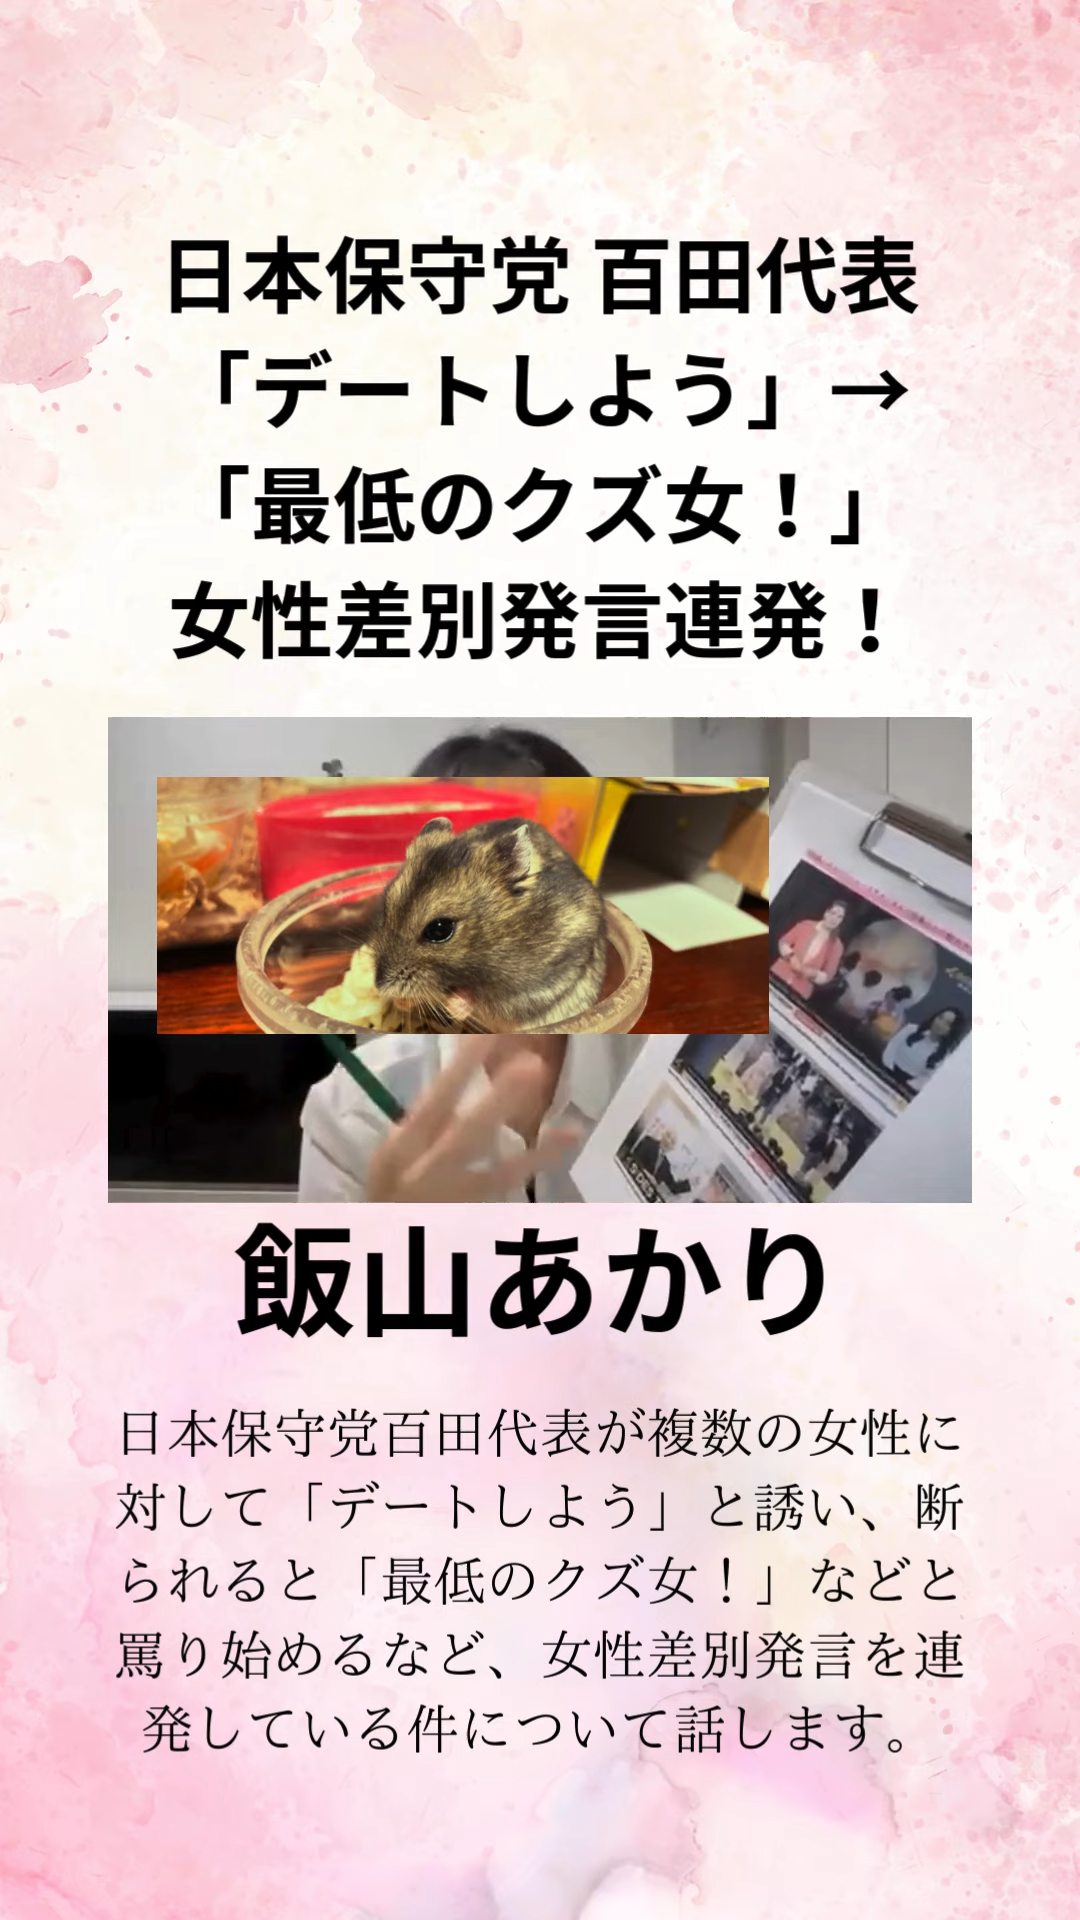 日本保守党 百田代表
「デートしよう」→
「最低のクズ女！」
女性差別発言連発！
飯山あかり
日本保守党百田代表が複数の女性に
対して「デートしよう」と誘い、断
られると「最低のクズ女！」などと
罵り始めるなど、女性差別発言を連
発している件について話します。